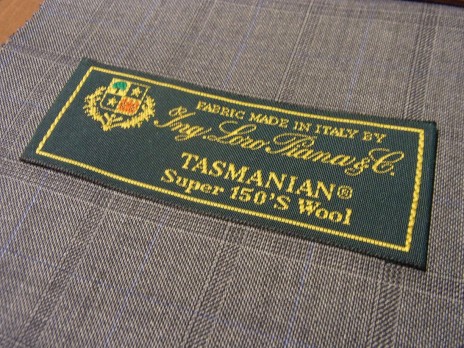 FABRIC MADE IN ITALY BY
Ing. Loro Piana & C.
TASMANIAN®
Super 150'S Wool